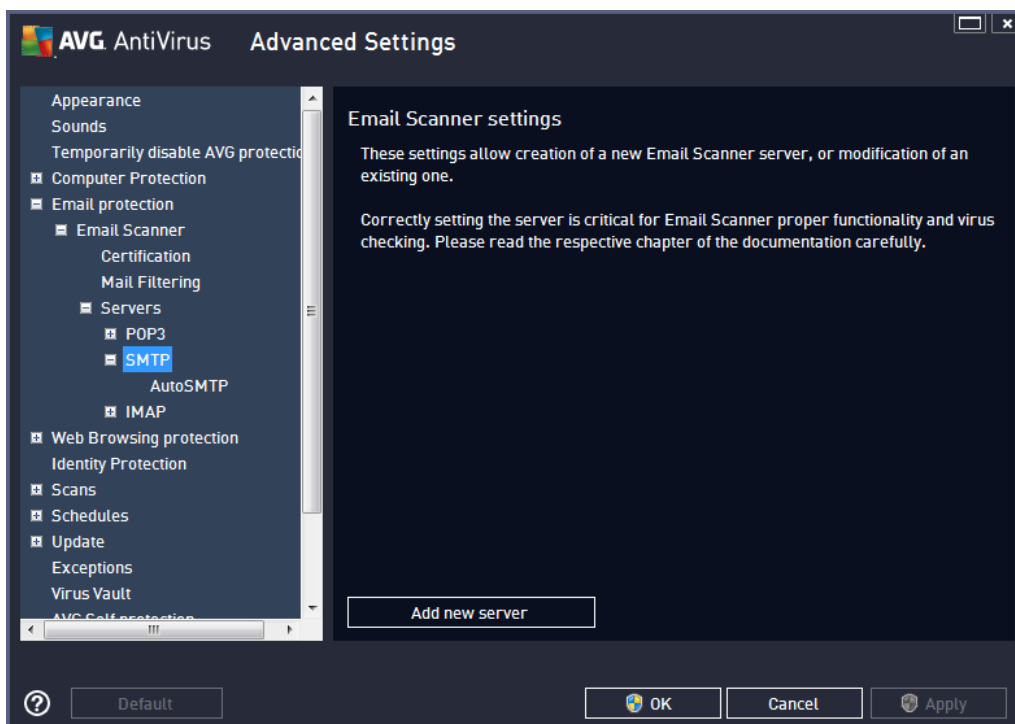 AVG AntiVirus Advanced Settings
Appearance
Sounds
Temporarily disable AVG protectio
Computer Protection
Email protection
Email Scanner
Certification
Mail Filtering
Servers
POP3
SMTP
AutoSMTP
IMAP
Web Browsing protection
Identity Protection
Scans
Schedules
Update
Exceptions
Virus Vault
AVG Self protection
Email Scanner settings
These settings allow creation of a new Email Scanner server, or modification of an
existing one.
Correctly setting the server is critical for Email Scanner proper functionality and virus
checking. Please read the respective chapter of the documentation carefully.
Add new server
? Default OK Cancel Apply